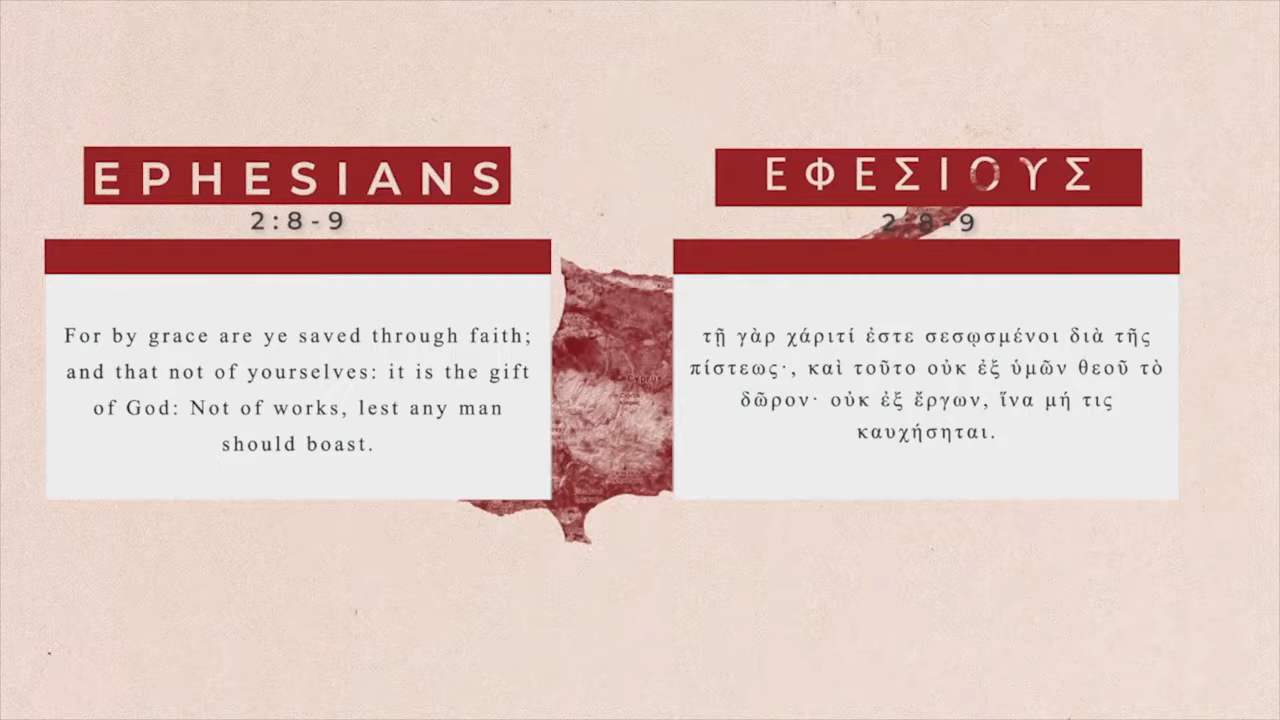 EPHESIANS
2:8-9
For by grace are ye saved through faith;
and that not of yourselves: it is the gift
of God: Not of works, lest any man
should boast.
ΕΦΕΣΙΟΥΣ
2:8-9
τῇ γὰρ χάριτί ἐστε σεσῳσμένοι διὰ τῆς
πίστεως·, καὶ τοῦτο οὐκ ἐξ ὑμῶν θεοῦ τὸ
δῶρον· οὐκ ἐξ ἔργων, ἵνα μή τις
καυχήσηται.
Cyprus